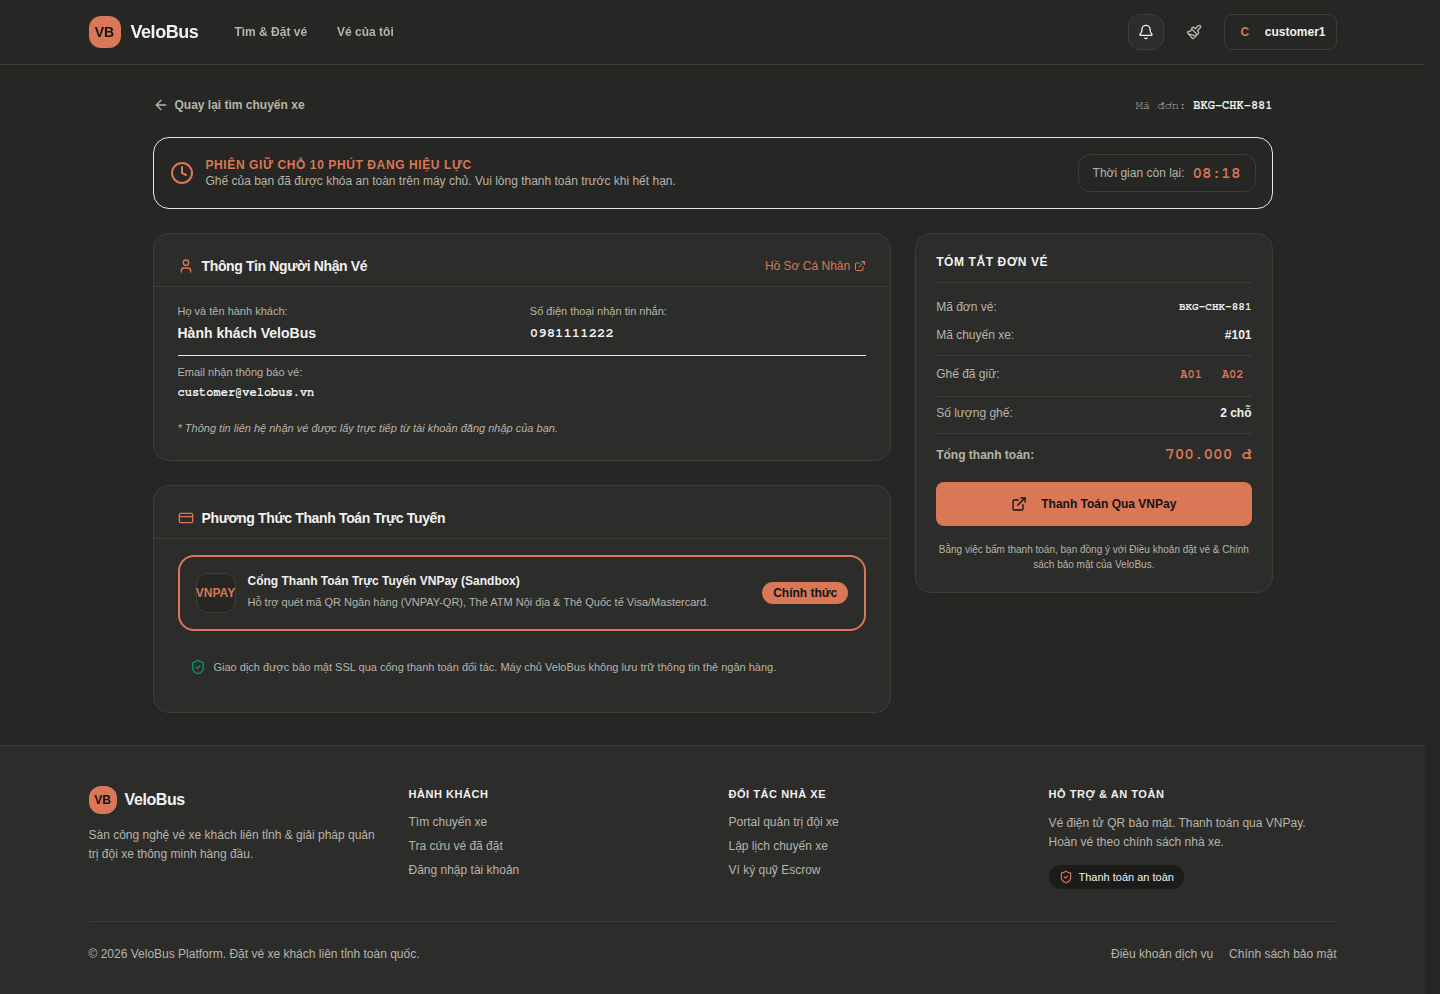 VB VeloBus Tìm & Đặt vé Vé của tôi C customer1
Quay lại tìm chuyến xe Mã đơn: BKG-CHK-881
PHIÊN GIỮ CHỖ 10 PHÚT ĐANG HIỆU LỰC
Ghế của bạn đã được khóa an toàn trên máy chủ. Vui lòng thanh toán trước khi hết hạn.
Thời gian còn lại: 08:18
Thông Tin Người Nhận Vé Hồ Sơ Cá Nhân
Họ và tên hành khách: Số điện thoại nhận tin nhắn:
Hành khách VeloBus 0981111222
Email nhận thông báo vé:
customer@velobus.vn
* Thông tin liên hệ nhận vé được lấy trực tiếp từ tài khoản đăng nhập của bạn.
Phương Thức Thanh Toán Trực Tuyến
VNPAY
Cổng Thanh Toán Trực Tuyến VNPay (Sandbox)
Hỗ trợ quét mã QR Ngân hàng (VNPAY-QR), Thẻ ATM Nội địa & Thẻ Quốc tế Visa/Mastercard.
Chính thức
Giao dịch được bảo mật SSL qua cổng thanh toán đối tác. Máy chủ VeloBus không lưu trữ thông tin thẻ ngân hàng.
TÓM TẮT ĐƠN VÉ
Mã đơn vé: BKG-CHK-881
Mã chuyến xe: #101
Ghế đã giữ: A01 A02
Số lượng ghế: 2 chỗ
Tổng thanh toán: 700.000 đ
Thanh Toán Qua VNPay
Bằng việc bấm thanh toán, bạn đồng ý với Điều khoản đặt vé & Chính
sách bảo mật của VeloBus.
VB VeloBus
Sàn công nghệ vé xe khách liên tỉnh & giải pháp quản
trị đội xe thông minh hàng đầu.
HÀNH KHÁCH
Tìm chuyến xe
Tra cứu vé đã đặt
Đăng nhập tài khoản
ĐỐI TÁC NHÀ XE
Portal quản trị đội xe
Lập lịch chuyến xe
Ví ký quỹ Escrow
HỖ TRỢ & AN TOÀN
Vé điện tử QR bảo mật. Thanh toán qua VNPay.
Hoàn vé theo chính sách nhà xe.
Thanh toán an toàn
© 2026 VeloBus Platform. Đặt vé xe khách liên tỉnh toàn quốc.
Điều khoản dịch vụ Chính sách bảo mật